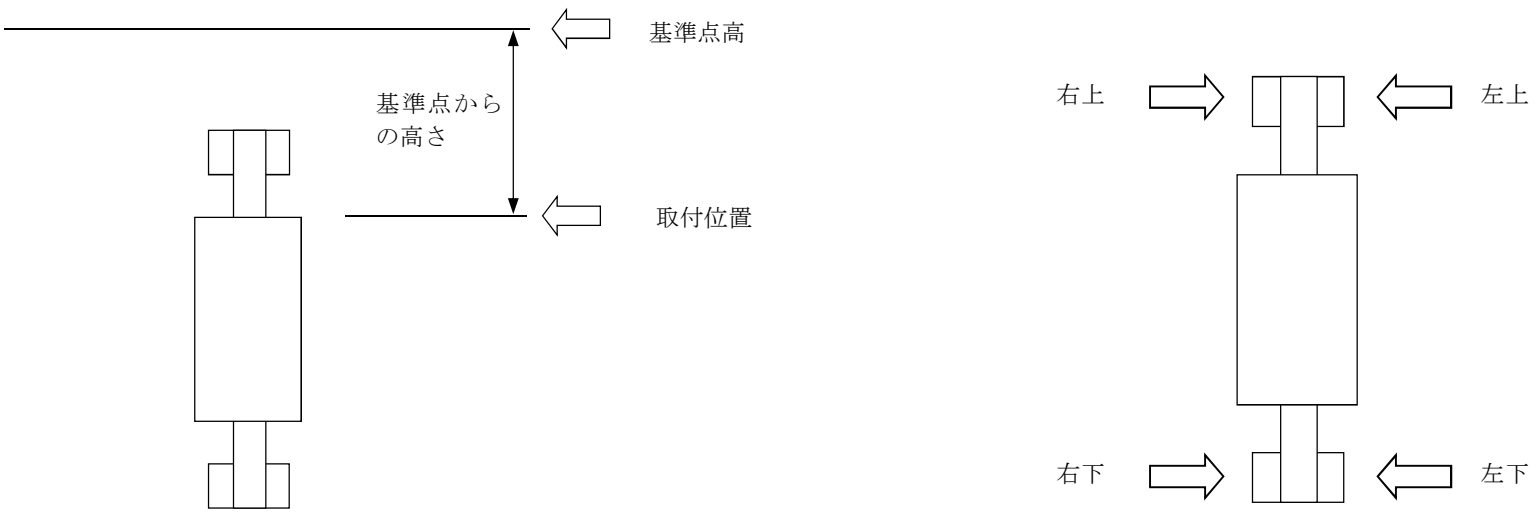 基準点高
基準点から
の高さ
取付位置
右上
左上
右下
左下